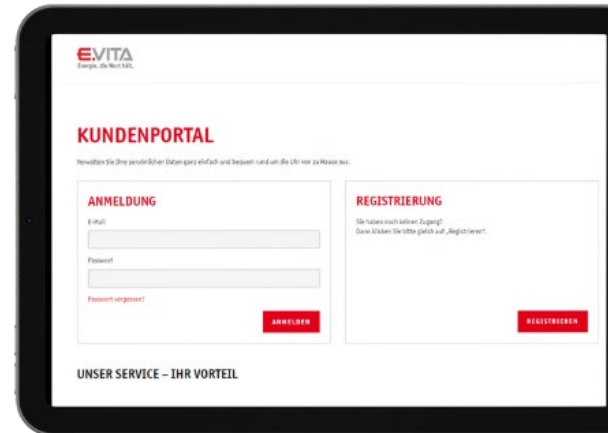 E.VITA
Energie, die Wort hält.
KUNDENPORTAL
Verwalten Sie Ihre persönlichen Daten ganz einfach und bequem rund um die Uhr von zu Hause aus.
ANMELDUNG
E-Mail
Passwort
Passwort vergessen?
ANMELDEN
REGISTRIERUNG
Sie haben noch keinen Zugang?
Dann klicken Sie bitte gleich auf „Registrieren“.
REGISTRIEREN
UNSER SERVICE – IHR VORTEIL